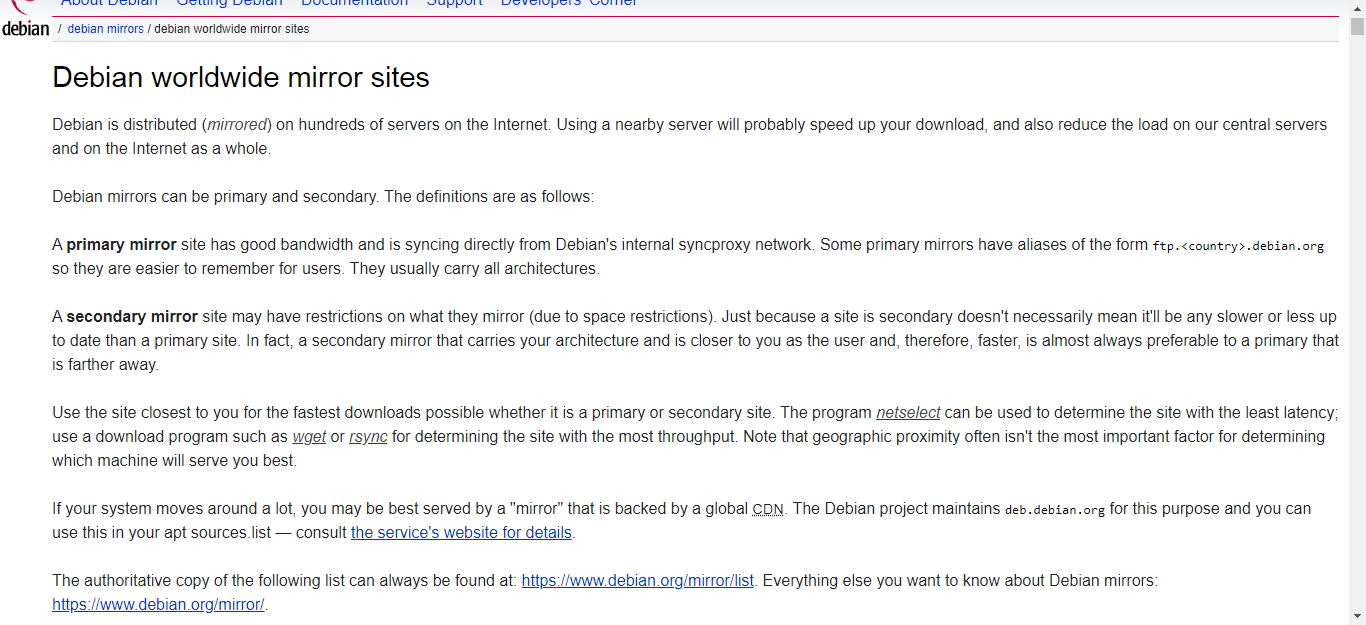 About Debian Getting Debian Documentation Support Developers' Corner
debian / debian mirrors / debian worldwide mirror sites
Debian worldwide mirror sites
Debian is distributed (mirrored) on hundreds of servers on the Internet. Using a nearby server will probably speed up your download, and also reduce the load on our central servers
and on the Internet as a whole.
Debian mirrors can be primary and secondary. The definitions are as follows:
A primary mirror site has good bandwidth and is syncing directly from Debian's internal syncproxy network. Some primary mirrors have aliases of the form ftp.<country>.debian.org
so they are easier to remember for users. They usually carry all architectures.
A secondary mirror site may have restrictions on what they mirror (due to space restrictions). Just because a site is secondary doesn't necessarily mean it'll be any slower or less up
to date than a primary site. In fact, a secondary mirror that carries your architecture and is closer to you as the user and, therefore, faster, is almost always preferable to a primary that
is farther away.
Use the site closest to you for the fastest downloads possible whether it is a primary or secondary site. The program netselect can be used to determine the site with the least latency;
use a download program such as wget or rsync for determining the site with the most throughput. Note that geographic proximity often isn't the most important factor for determining
which machine will serve you best.
If your system moves around a lot, you may be best served by a "mirror" that is backed by a global CDN. The Debian project maintains deb.debian.org for this purpose and you can
use this in your apt sources.list — consult the service's website for details.
The authoritative copy of the following list can always be found at: https://www.debian.org/mirror/list. Everything else you want to know about Debian mirrors:
https://www.debian.org/mirror/.